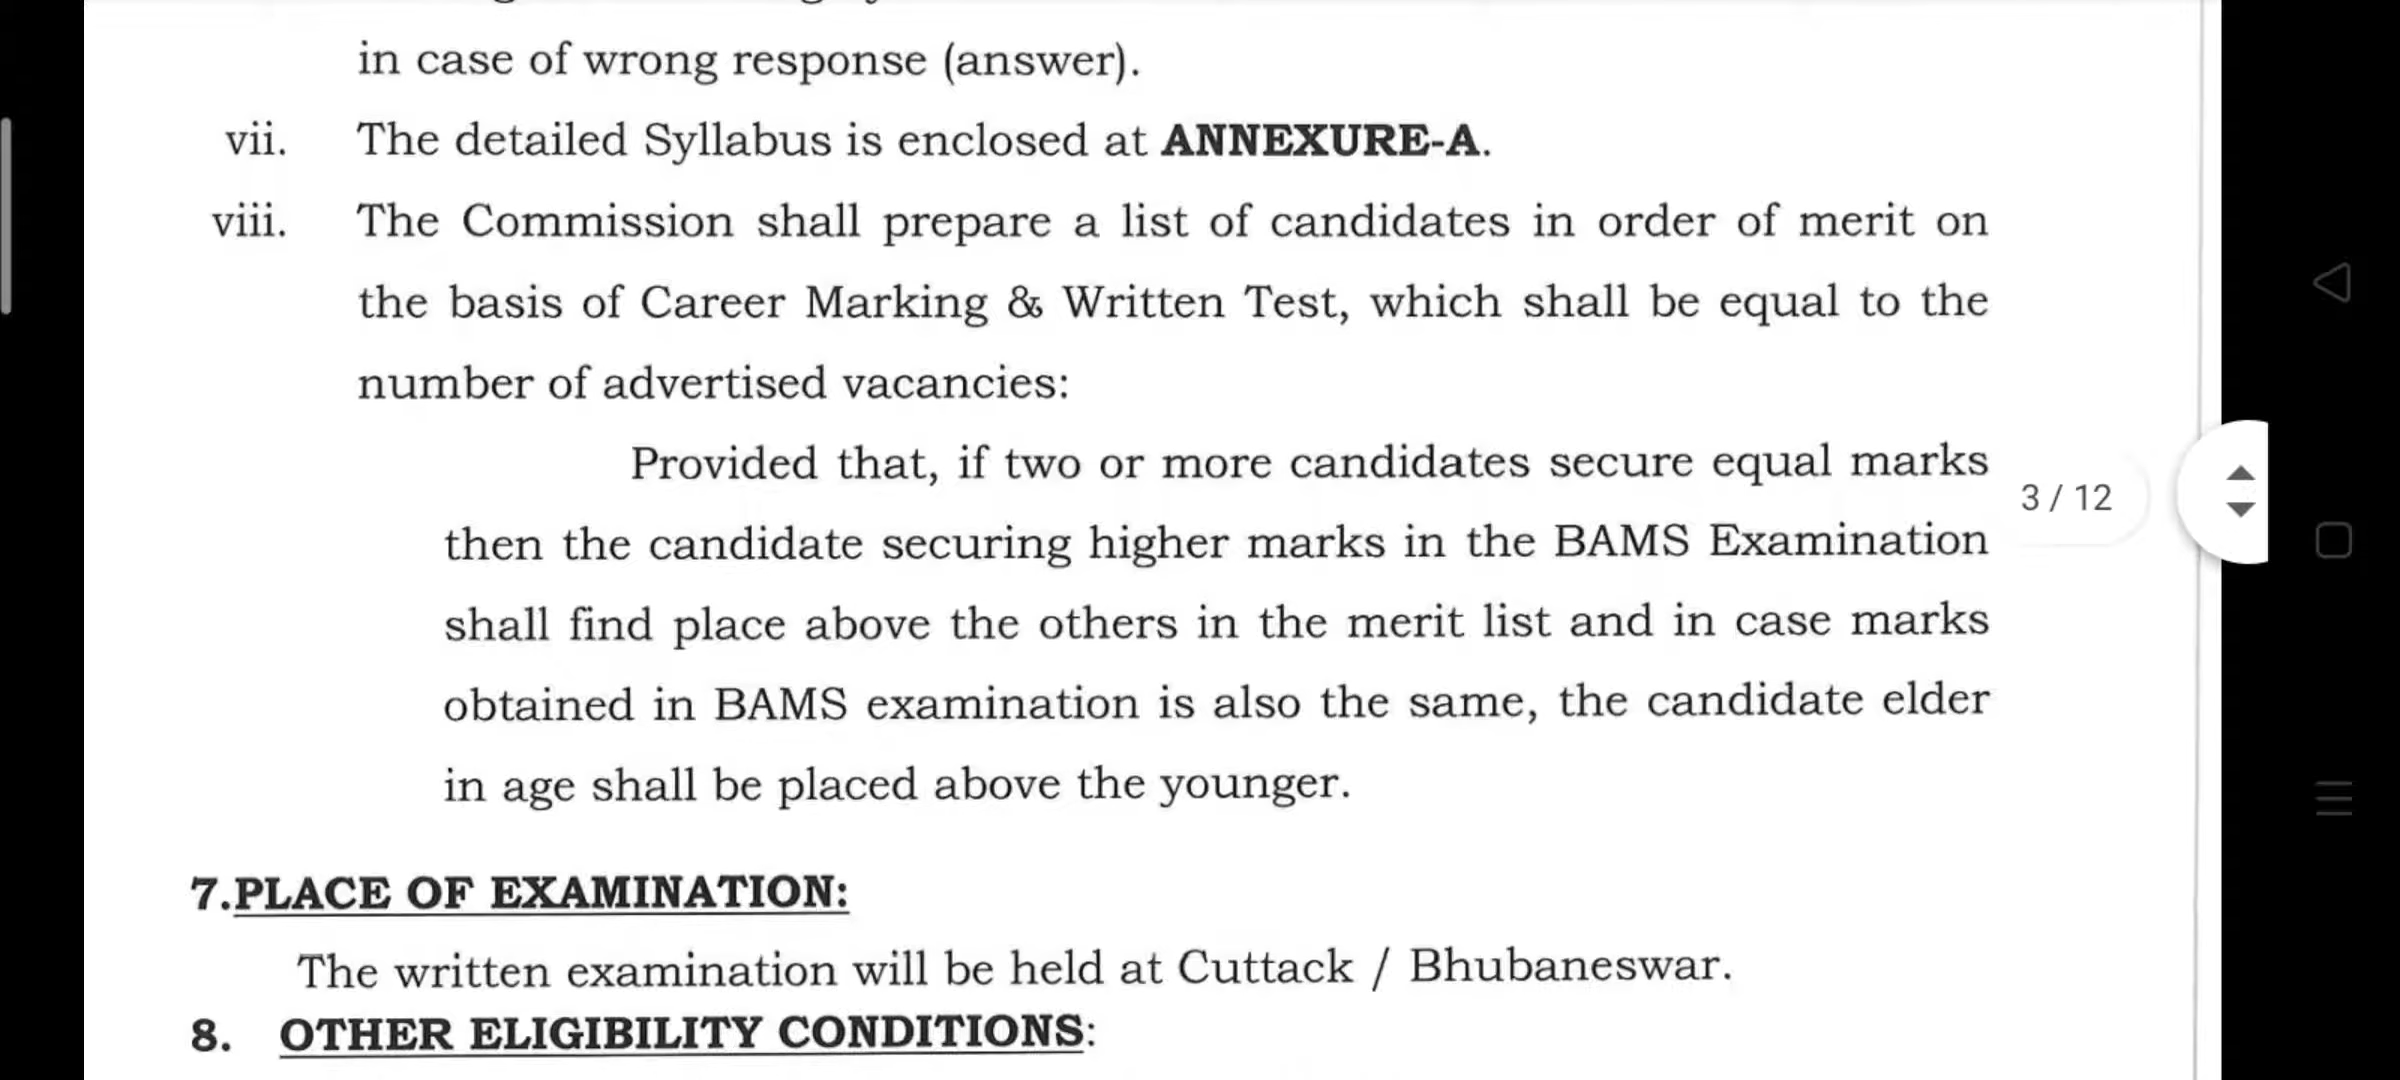 in case of wrong response (answer).
vii. The detailed Syllabus is enclosed at ANNEXURE-A.
viii. The Commission shall prepare a list of candidates in order of merit on
the basis of Career Marking & Written Test, which shall be equal to the
number of advertised vacancies:
Provided that, if two or more candidates secure equal marks
then the candidate securing higher marks in the BAMS Examination
shall find place above the others in the merit list and in case marks
obtained in BAMS examination is also the same, the candidate elder
in age shall be placed above the younger.
3 / 12
7.PLACE OF EXAMINATION:
The written examination will be held at Cuttack / Bhubaneswar.
8. OTHER ELIGIBILITY CONDITIONS: